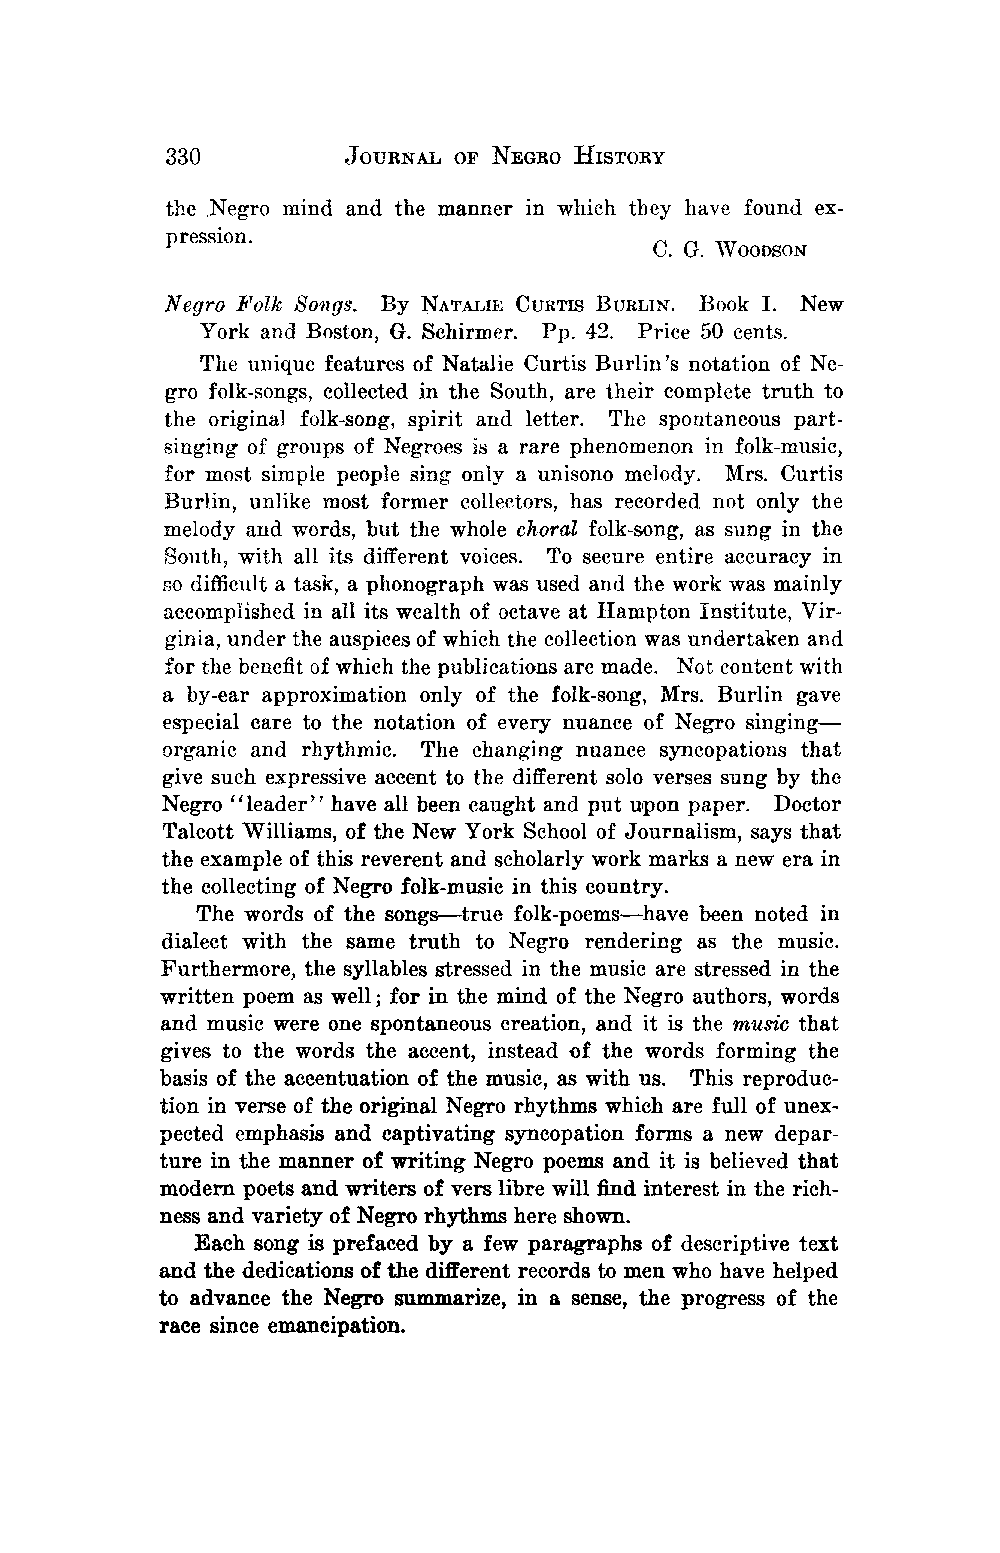 330 JOURNAL OF NEGRO HISTORY
the Negro mind and the manner in which they have found ex-
pression.
C. G. WOODSON
Negro Folk Songs. By NATALIE CURTIS BURLIN. Book I. New
York and Boston, G. Schirmer. Pp. 42. Price 50 cents.
The unique features of Natalie Curtis Burlin's notation of Ne-
gro folk-songs, collected in the South, are their complete truth to
the original folk-song, spirit and letter. The spontaneous part-
singing of groups of Negroes is a rare phenomenon in folk-music,
for most simple people sing only a unisono melody. Mrs. Curtis
Burlin, unlike most former collectors, has recorded not only the
melody and words, but the whole choral folk-song, as sung in the
South, with all its different voices. To secure entire accuracy in
so difficult a task, a phonograph was used and the work was mainly
accomplished in all its wealth of octave at Hampton Institute, Vir-
ginia, under the auspices of which the collection was undertaken and
for the benefit of which the publications are made. Not content with
a by-ear approximation only of the folk-song, Mrs. Burlin gave
especial care to the notation of every nuance of Negro singing—
organic and rhythmic. The changing nuance syncopations that
give such expressive accent to the different solo verses sung by the
Negro "leader" have all been caught and put upon paper. Doctor
Talcott Williams, of the New York School of Journalism, says that
the example of this reverent and scholarly work marks a new era in
the collecting of Negro folk-music in this country.
The words of the songs—true folk-poems—have been noted in
dialect with the same truth to Negro rendering as the music.
Furthermore, the syllables stressed in the music are stressed in the
written poem as well; for in the mind of the Negro authors, words
and music were one spontaneous creation, and it is the music that
gives to the words the accent, instead of the words forming the
basis of the accentuation of the music, as with us. This reproduc-
tion in verse of the original Negro rhythms which are full of unex-
pected emphasis and captivating syncopation forms a new depar-
ture in the manner of writing Negro poems and it is believed that
modern poets and writers of vers libre will find interest in the rich-
ness and variety of Negro rhythms here shown.
Each song is prefaced by a few paragraphs of descriptive text
and the dedications of the different records to men who have helped
to advance the Negro summarize, in a sense, the progress of the
race since emancipation.